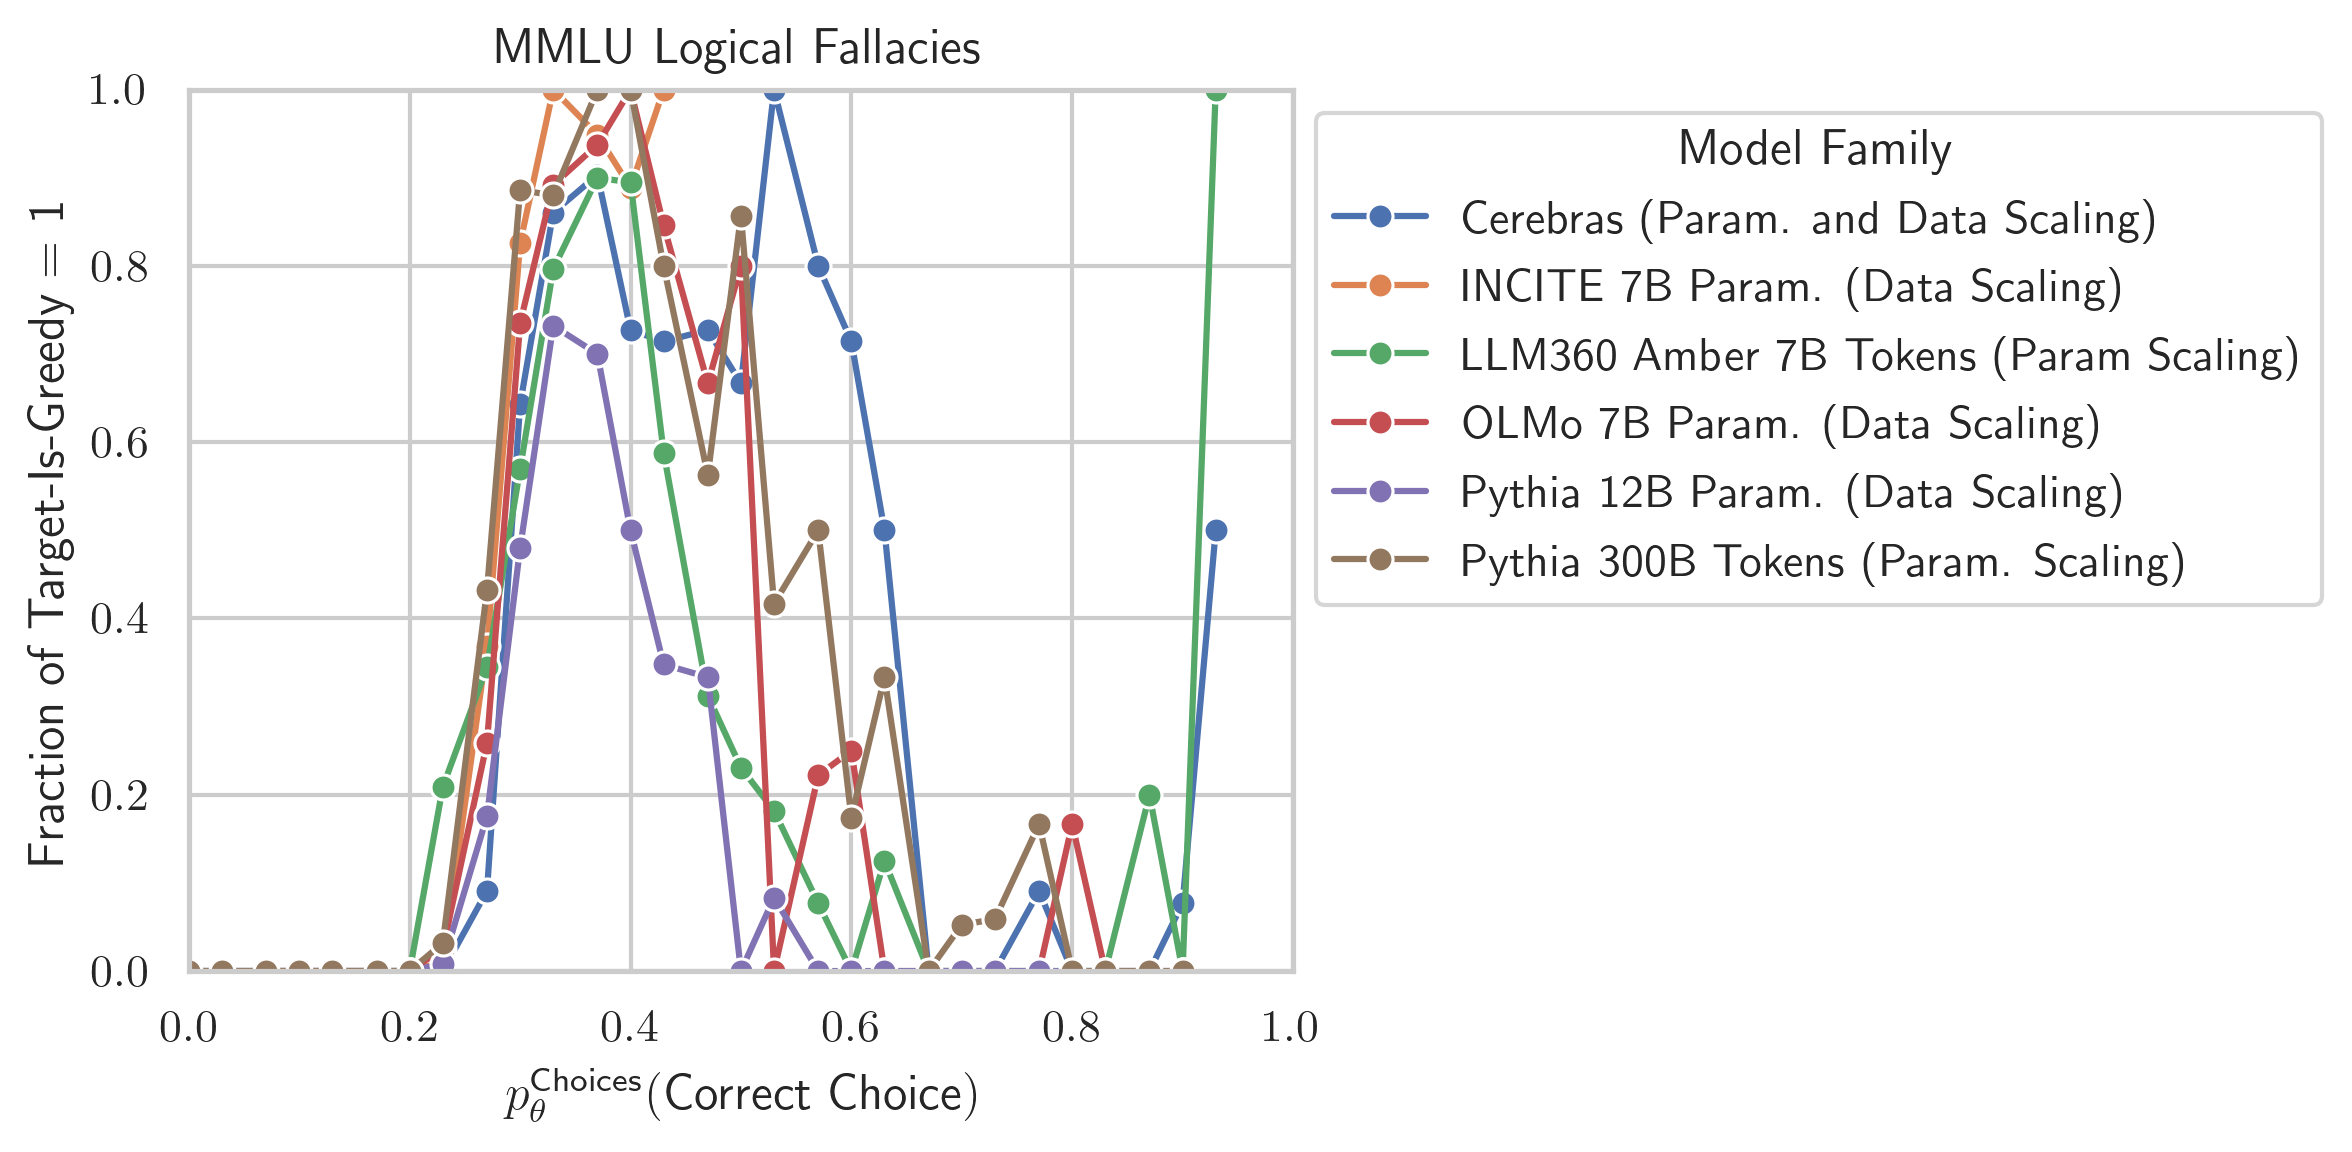 MMLU Logical Fallacies
Fraction of Target-Is-Greedy = 1
1.0
0.8
0.6
0.4
0.2
0.0
0.0 0.2 0.4 0.6 0.8 1.0
p_θ^Choices(Correct Choice)
Model Family
Cerebras (Param. and Data Scaling)
INCITE 7B Param. (Data Scaling)
LLM360 Amber 7B Tokens (Param Scaling)
OLMo 7B Param. (Data Scaling)
Pythia 12B Param. (Data Scaling)
Pythia 300B Tokens (Param. Scaling)